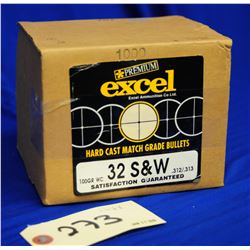 1000
PREMIUM
excel
Excel Ammunition Co Ltd.
HARD CAST MATCH GRADE BULLETS
100GR WC 32 S&W .312/.313
SATISFACTION GUARANTEED
273